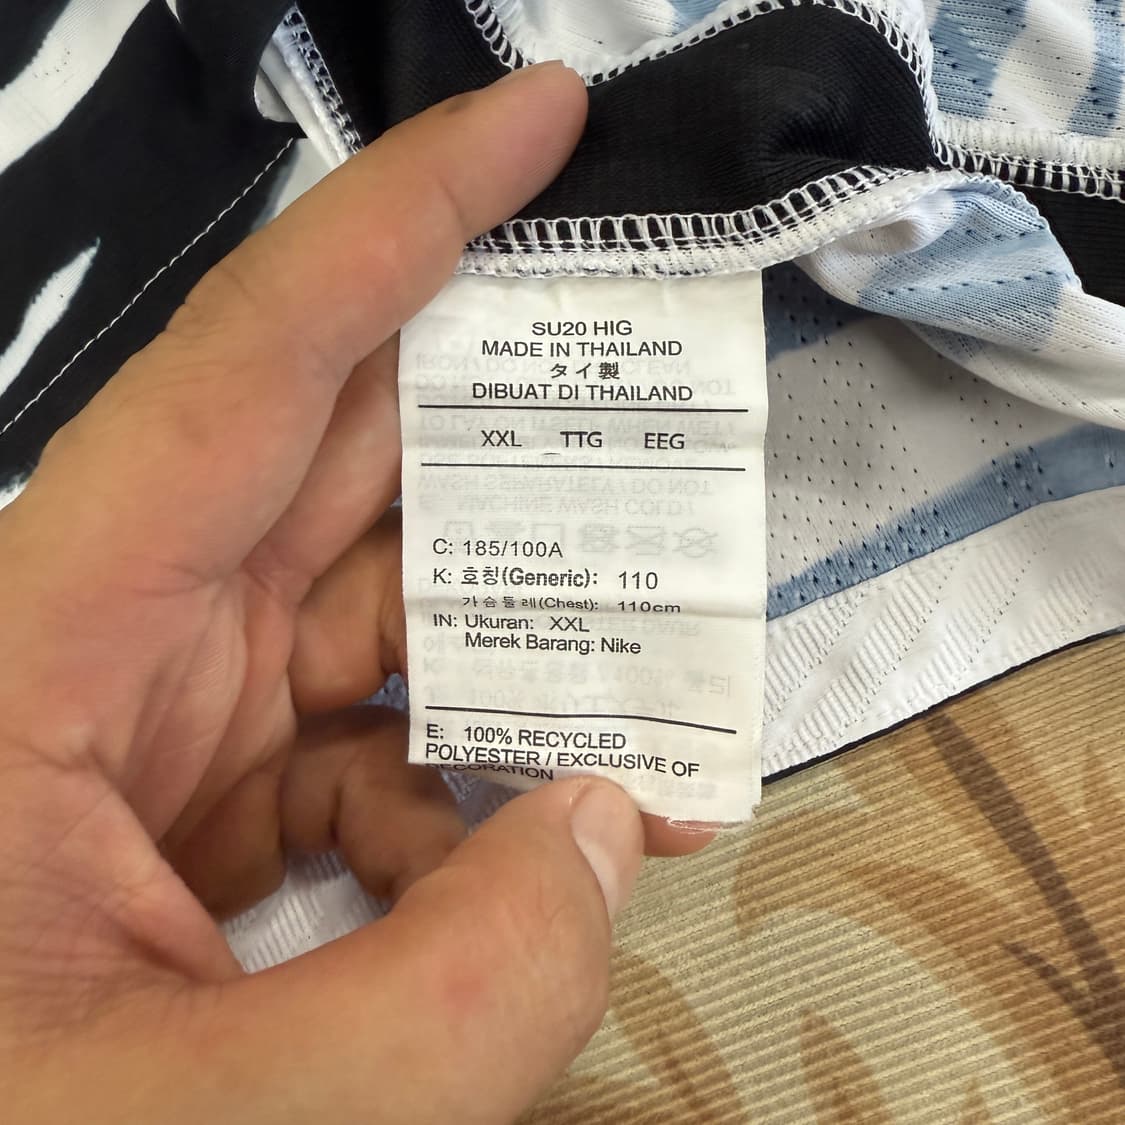 SU20 HIG
MADE IN THAILAND
タイ製
DIBUAT DI THAILAND
XXL TTG EEG
C: 185/100A
K: 호칭(Generic): 110
가슴둘레(Chest): 110cm
IN: Ukuran: XXL
Merek Barang: Nike
E: 100% RECYCLED
POLYESTER / EXCLUSIVE OF
DECORATION